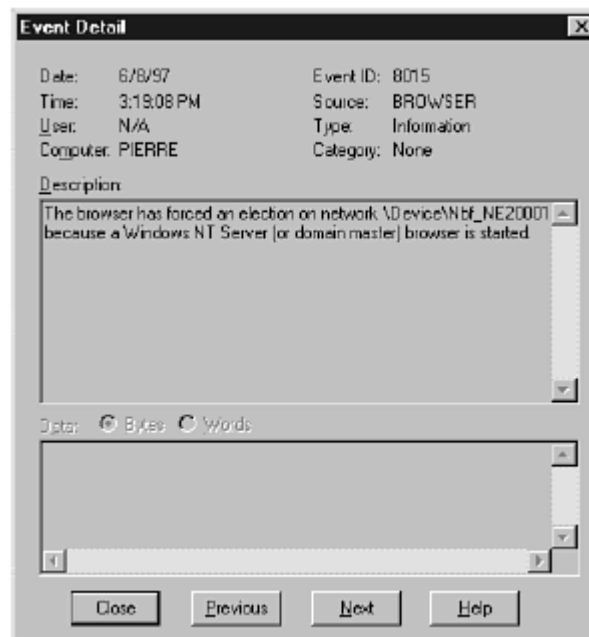 Event Detail
Date: 6/8/97 Event ID: 8015
Time: 3:19:08 PM Source: BROWSER
User: N/A Type: Information
Computer: PIERRE Category: None
Description:
The browser has forced an election on network \Device\Nbf_NE20001
because a Windows NT Server (or domain master) browser is started.
Data: Bytes Words
Close Previous Next Help